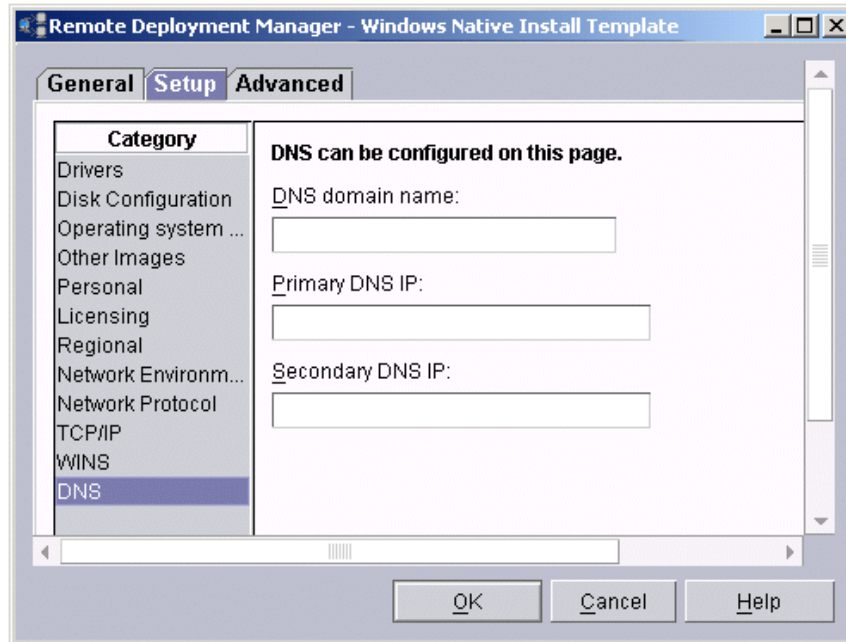 Remote Deployment Manager - Windows Native Install Template
General Setup Advanced
Category
Drivers
Disk Configuration
Operating system ...
Other Images
Personal
Licensing
Regional
Network Environm...
Network Protocol
TCP/IP
WINS
DNS
DNS can be configured on this page.
DNS domain name:
Primary DNS IP:
Secondary DNS IP:
OK Cancel Help